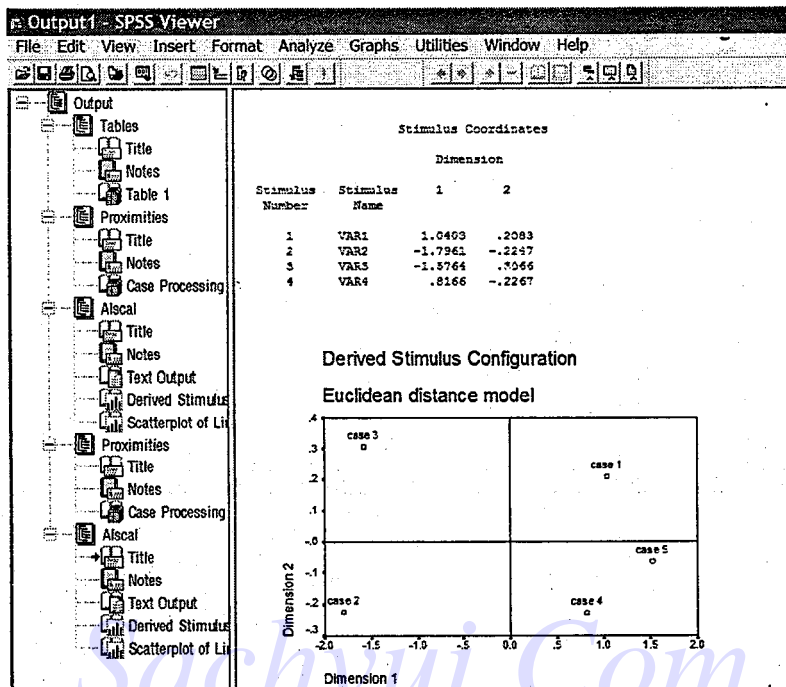 Output1 - SPSS Viewer
File Edit View Insert Format Analyze Graphs Utilities Window Help
Output
Tables
Title
Notes
Table 1
Proximities
Title
Notes
Case Processing
Alscal
Title
Notes
Text Output
Derived Stimulus
Scatterplot of Lin
Proximities
Title
Notes
Case Processing
Alscal
Title
Notes
Text Output
Derived Stimulus
Scatterplot of Lin
Stimulus Coordinates
Dimension
Stimulus Stimulus 1 2
Number Name
1 VAR1 1.0403 .2083
2 VAR2 -1.7961 -.2247
3 VAR3 -1.5764 .3066
4 VAR4 .8166 -.2267
Derived Stimulus Configuration
Euclidean distance model
.4
.3
.2
.1
-.0
-.1
-.2
-.3
case 3
case 1
case 5
case 2
case 4
Dimension 2
-2.0 -1.5 -1.0 -.5 0.0 .5 1.0 1.5 2.0
Dimension 1
Sachvui.Com